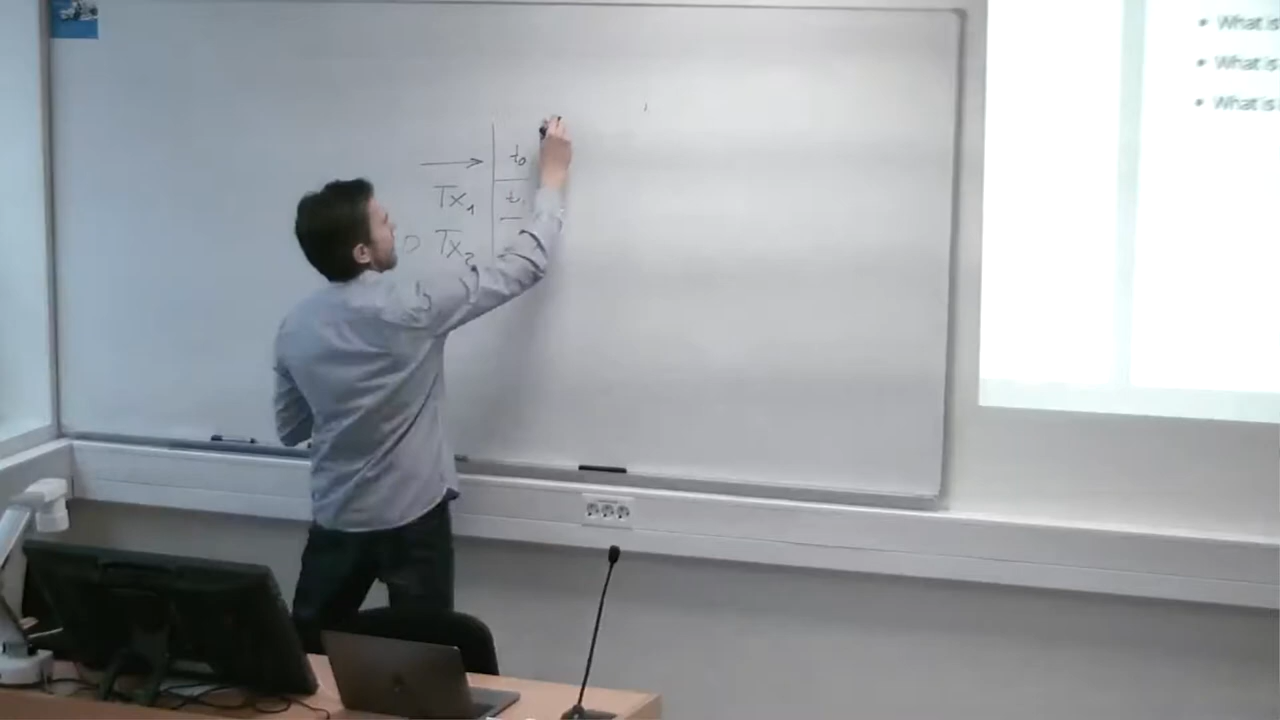 → t₀
Tx₁ t₁
Tx₂
• What is
• What is
• What is